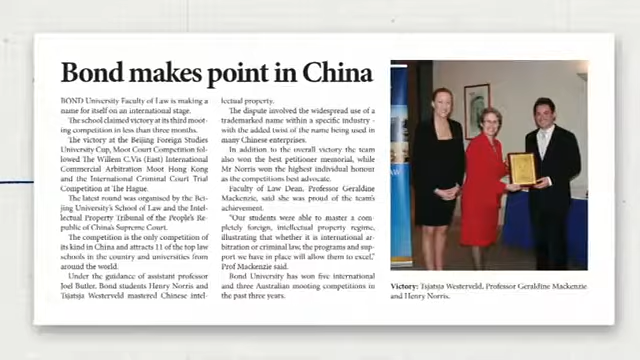 Bond makes point in China
BOND University Faculty of Law is making a
name for itself on an international stage.
The school claimed victory at its third moot-
ing competition in less than three months.
The victory at the Beijing Foreign Studies
University Cup, Moot Court Competition fol-
lowed The Willem C.Vis (East) International
Commercial Arbitration Moot Hong Kong
and the International Criminal Court Trial
Competition at The Hague.
The latest round was organised by the Bei-
jing University's School of Law and the Intel-
lectual Property Tribunal of the People's Re-
public of China's Supreme Court.
The competition is the only competition of
its kind in China and attracts 11 of the top law
schools in the country and universities from
around the world.
Under the guidance of assistant professor
Joel Butler, Bond students Henry Norris and
Tsjatsja Westerveld mastered Chinese intel-
lectual property.
The dispute involved the widespread use of a
trademarked name within a specific industry -
with the added twist of the name being used in
many Chinese enterprises.
In addition to the overall victory the team
also won the best petitioner memorial, while
Mr Norris won the highest individual honour
as the competitions best advocate.
Faculty of Law Dean, Professor Geraldine
Mackenzie, said she was proud of the team's
achievement.
"Our students were able to master a com-
pletely foreign, intellectual property regime,
illustrating that whether it is international ar-
bitration or criminal law, the programs and sup-
port we have in place will allow them to excel,"
Prof Mackenzie said.
Bond University has won five international
and three Australian mooting competitions in
the past three years.
Victory: Tsjatsja Westerveld, Professor Geraldine Mackenzie
and Henry Norris.